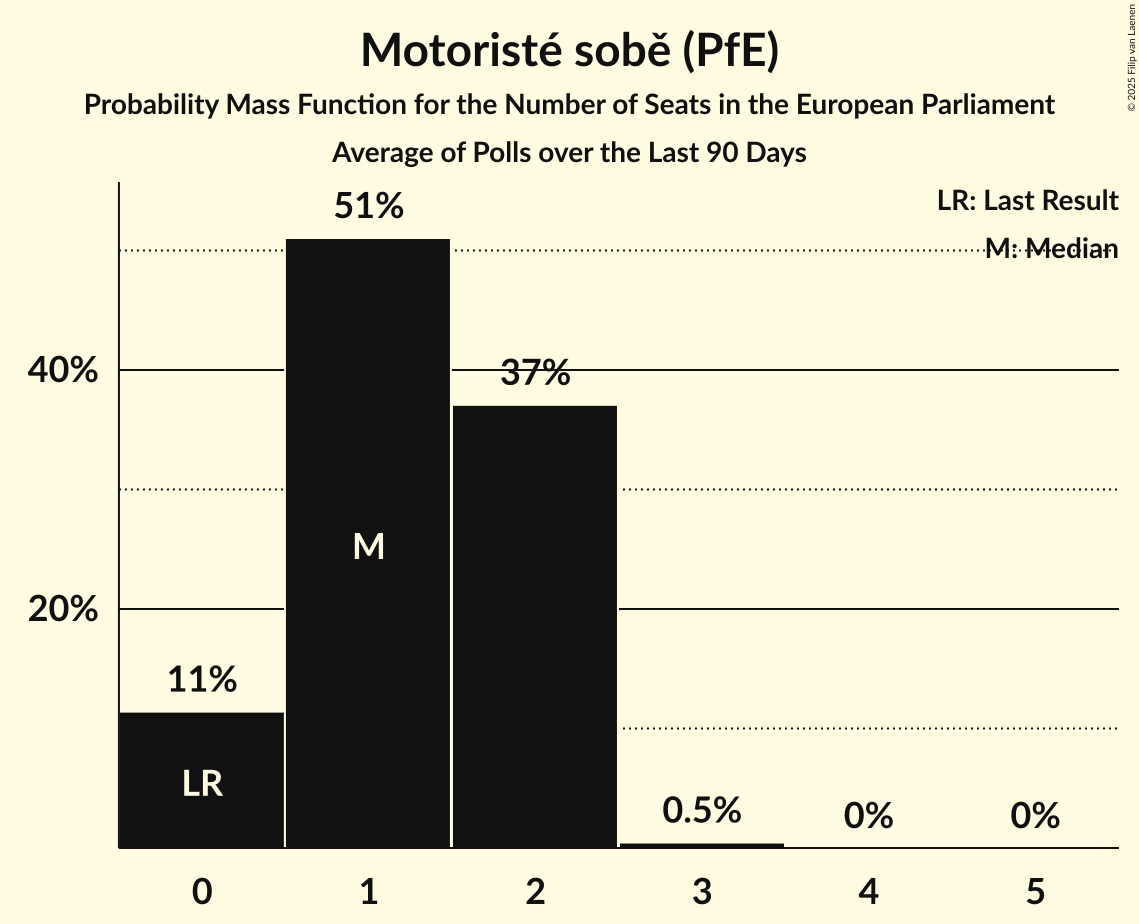 Motoristé sobě (PfE)
Probability Mass Function for the Number of Seats in the European Parliament
Average of Polls over the Last 90 Days
© 2025 Filip van Laenen
LR: Last Result
M: Median
51%
40%
37%
M
20%
11%
LR
0.5%
0%
0%
0
1
2
3
4
5